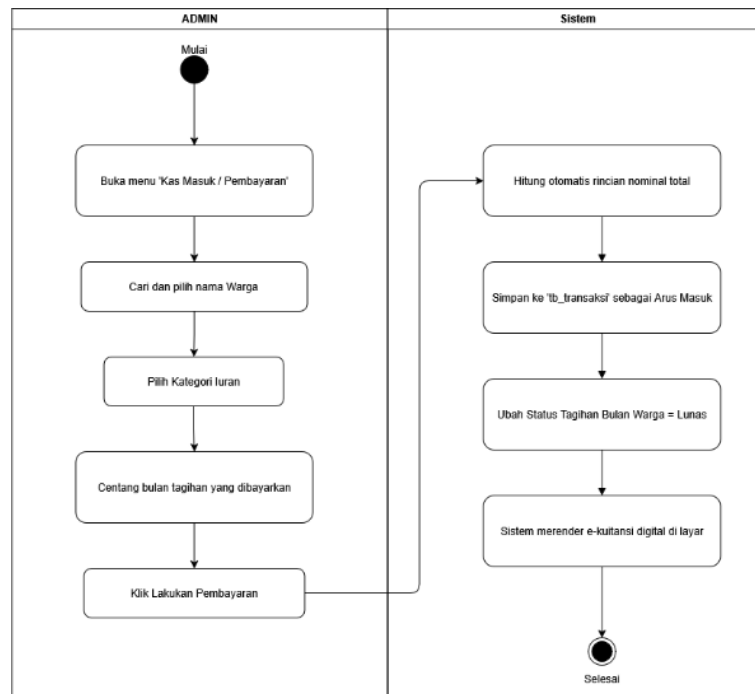 ADMIN
Sistem
Mulai
Buka menu 'Kas Masuk / Pembayaran'
Cari dan pilih nama Warga
Pilih Kategori Iuran
Centang bulan tagihan yang dibayarkan
Klik Lakukan Pembayaran
Hitung otomatis rincian nominal total
Simpan ke 'tb_transaksi' sebagai Arus Masuk
Ubah Status Tagihan Bulan Warga = Lunas
Sistem merender e-kuitansi digital di layar
Selesai